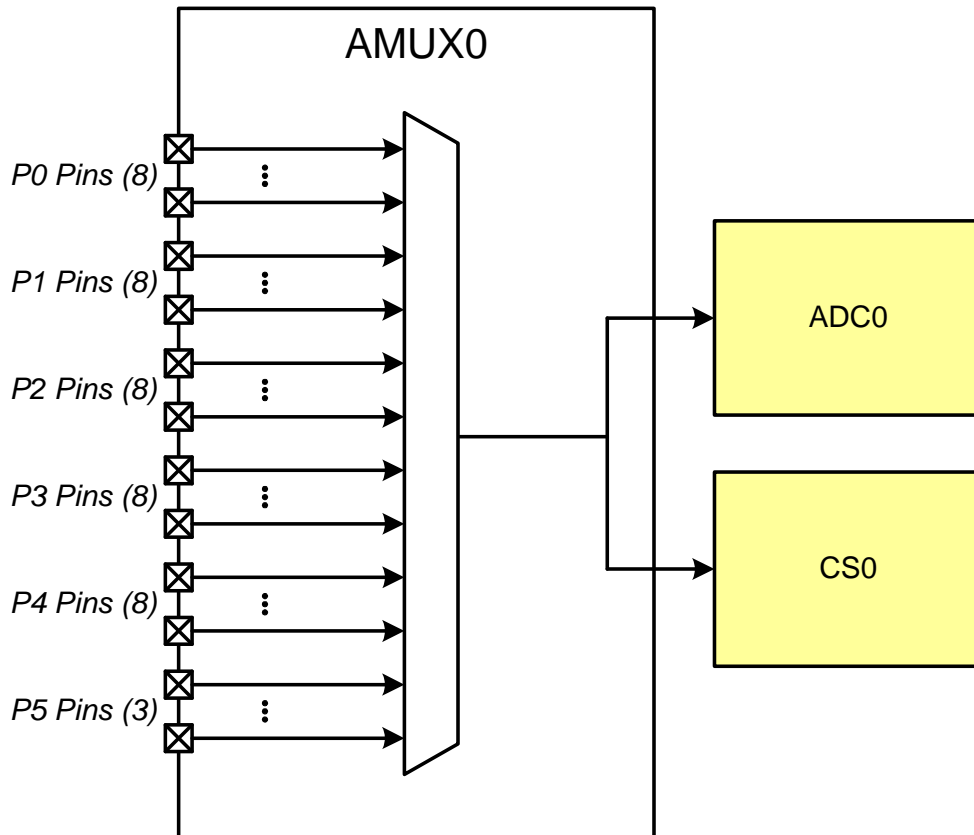 AMUX0
P0 Pins (8)
P1 Pins (8)
P2 Pins (8)
P3 Pins (8)
P4 Pins (8)
P5 Pins (3)
ADC0
CS0